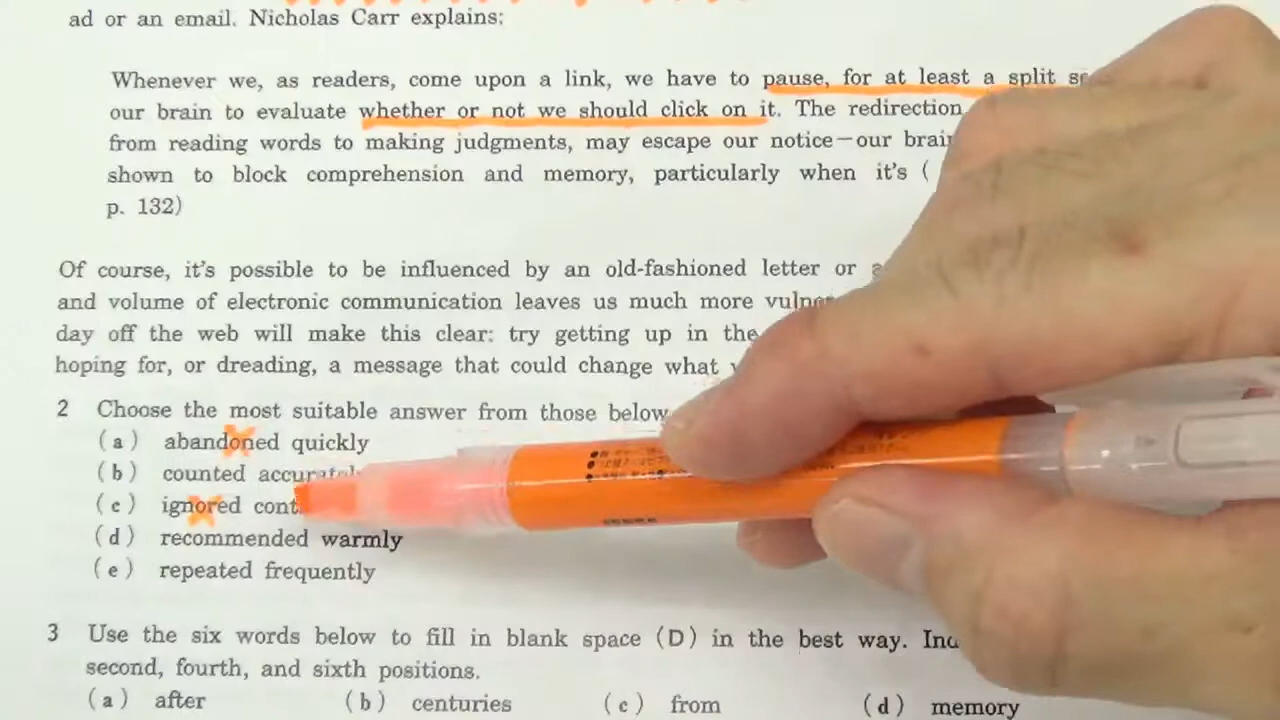 ad or an email. Nicholas Carr explains:
Whenever we, as readers, come upon a link, we have to pause, for at least a split
our brain to evaluate whether or not we should click on it. The redirection
from reading words to making judgments, may escape our notice—our
shown to block comprehension and memory, particularly when it's (
p. 132)
Of course, it's possible to be influenced by an old-fashioned letter or
and volume of electronic communication leaves us much more
day off the web will make this clear: try getting up in the
hoping for, or dreading, a message that could change what
2 Choose the most suitable answer from those below
(a) abandoned quickly
(b) counted accurately
(c) ignored
(d) recommended warmly
(e) repeated frequently
3 Use the six words below to fill in blank space (D) in the best way.
second, fourth, and sixth positions.
(a) after (b) centuries (c) from (d) memory